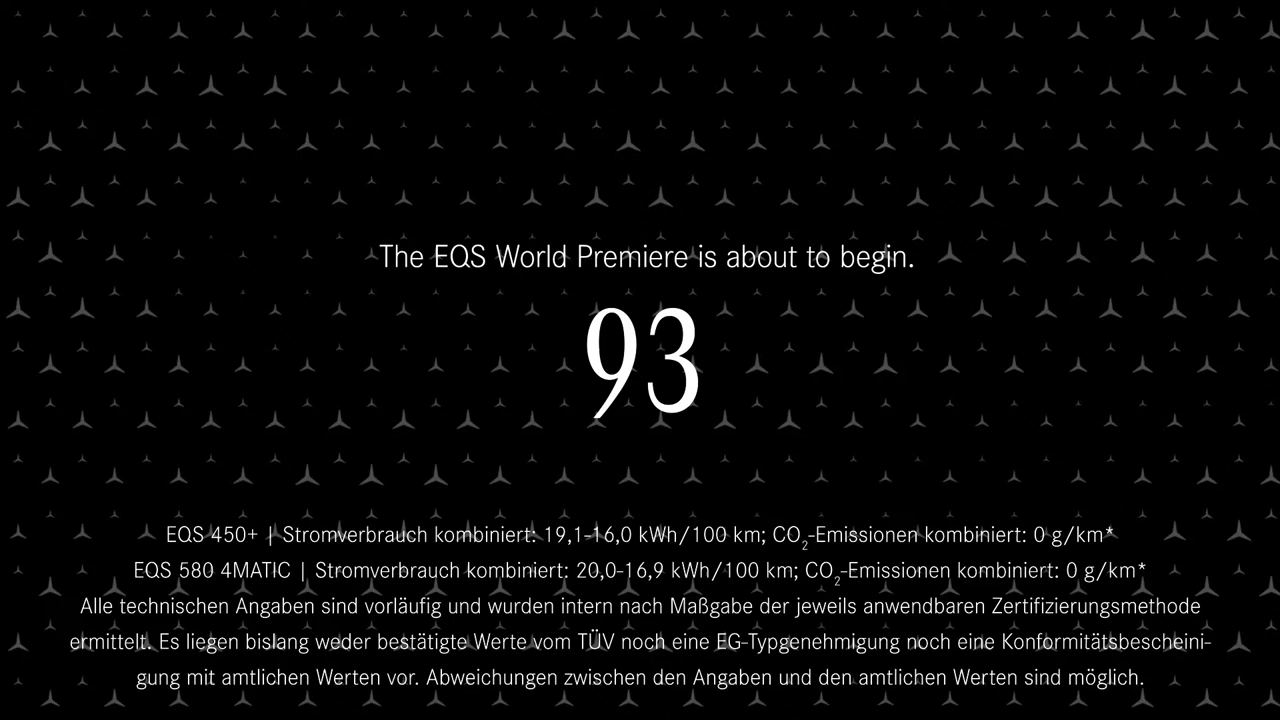 The EQS World Premiere is about to begin.
93
EQS 450+ | Stromverbrauch kombiniert: 19,1-16,0 kWh/100 km; CO₂-Emissionen kombiniert: 0 g/km*
EQS 580 4MATIC | Stromverbrauch kombiniert: 20,0-16,9 kWh/100 km; CO₂-Emissionen kombiniert: 0 g/km*
Alle technischen Angaben sind vorläufig und wurden intern nach Maßgabe der jeweils anwendbaren Zertifizierungsmethode
ermittelt. Es liegen bislang weder bestätigte Werte vom TÜV noch eine EG-Typgenehmigung noch eine Konformitätsbescheini-
gung mit amtlichen Werten vor. Abweichungen zwischen den Angaben und den amtlichen Werten sind möglich.